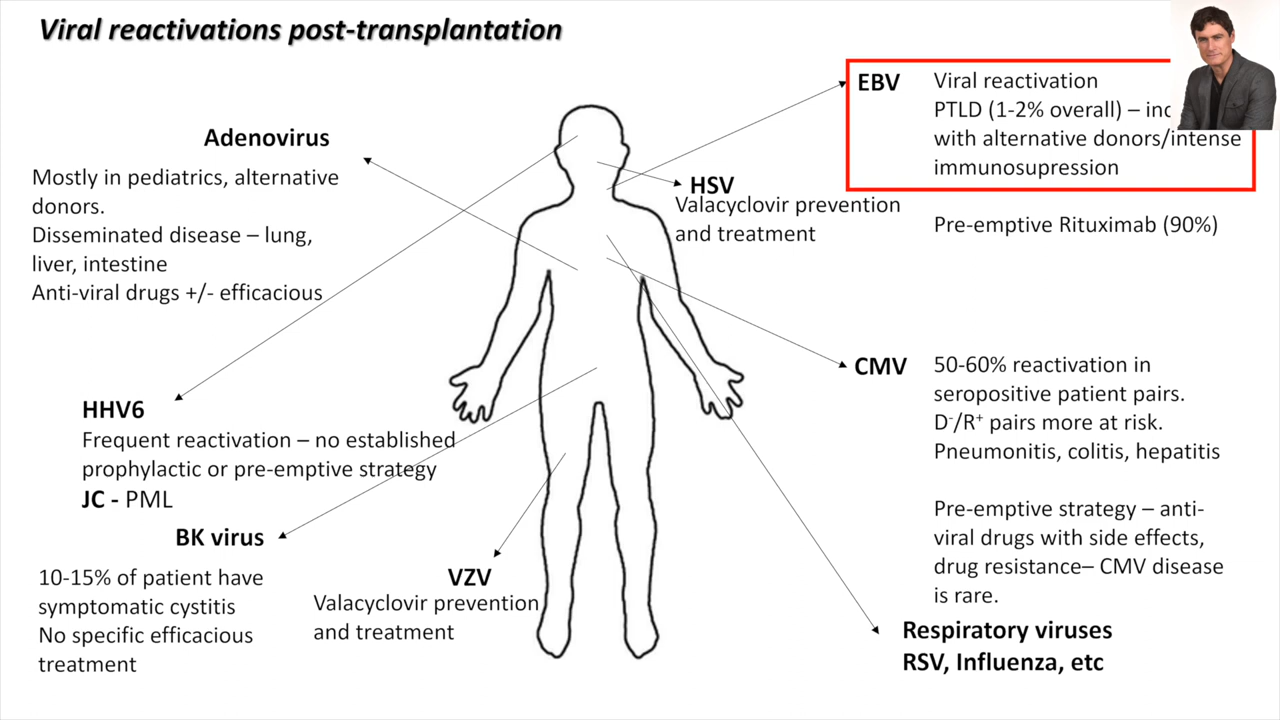 Viral reactivations post-transplantation
Adenovirus
Mostly in pediatrics, alternative
donors.
Disseminated disease – lung,
liver, intestine
Anti-viral drugs +/- efficacious
EBV
Viral reactivation
PTLD (1-2% overall) –
with alternative donors/intense
immunosupression
Pre-emptive Rituximab (90%)
HSV
Valacyclovir prevention
and treatment
HHV6
Frequent reactivation – no established
prophylactic or pre-emptive strategy
JC - PML
BK virus
10-15% of patient have
symptomatic cystitis
No specific efficacious
treatment
VZV
Valacyclovir prevention
and treatment
CMV
50-60% reactivation in
seropositive patient pairs.
D⁻/R⁺ pairs more at risk.
Pneumonitis, colitis, hepatitis
Pre-emptive strategy – anti-
viral drugs with side effects,
drug resistance– CMV disease
is rare.
Respiratory viruses
RSV, Influenza, etc